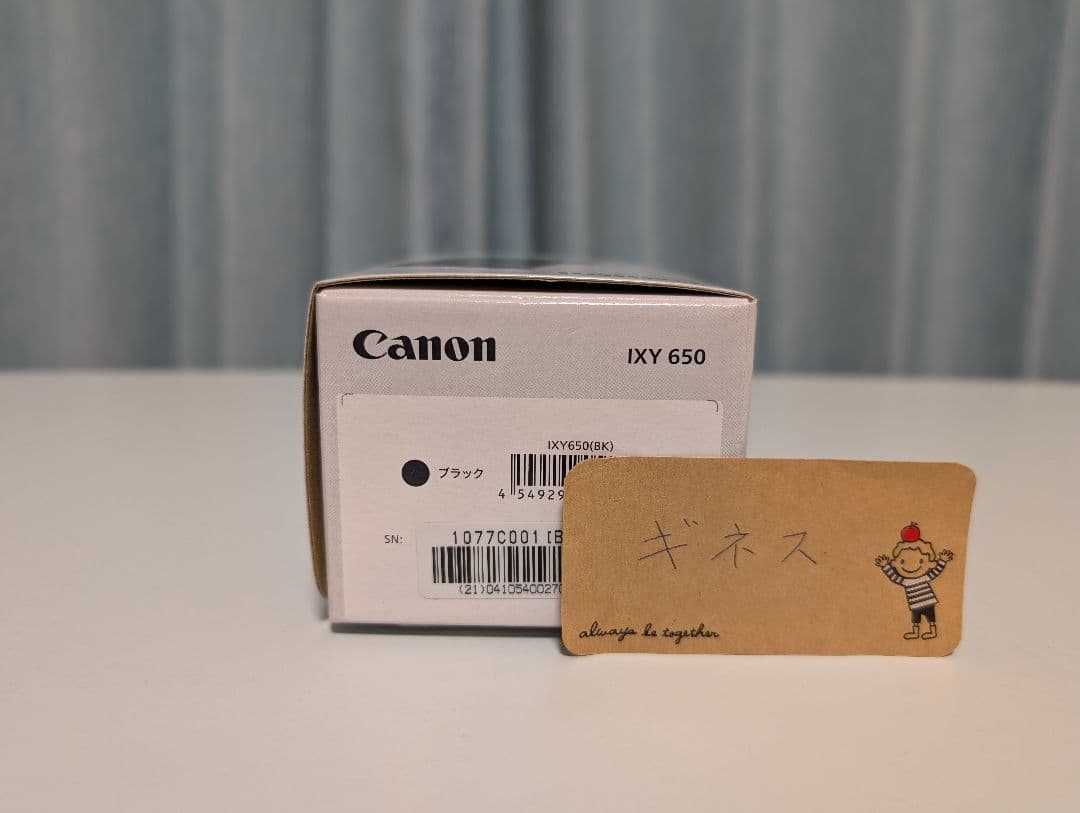 Canon
IXY 650
IXY650(BK)
ブラック
4 54929
SN:
1077C001 [B
(21)0410540027
ギネス
always be together